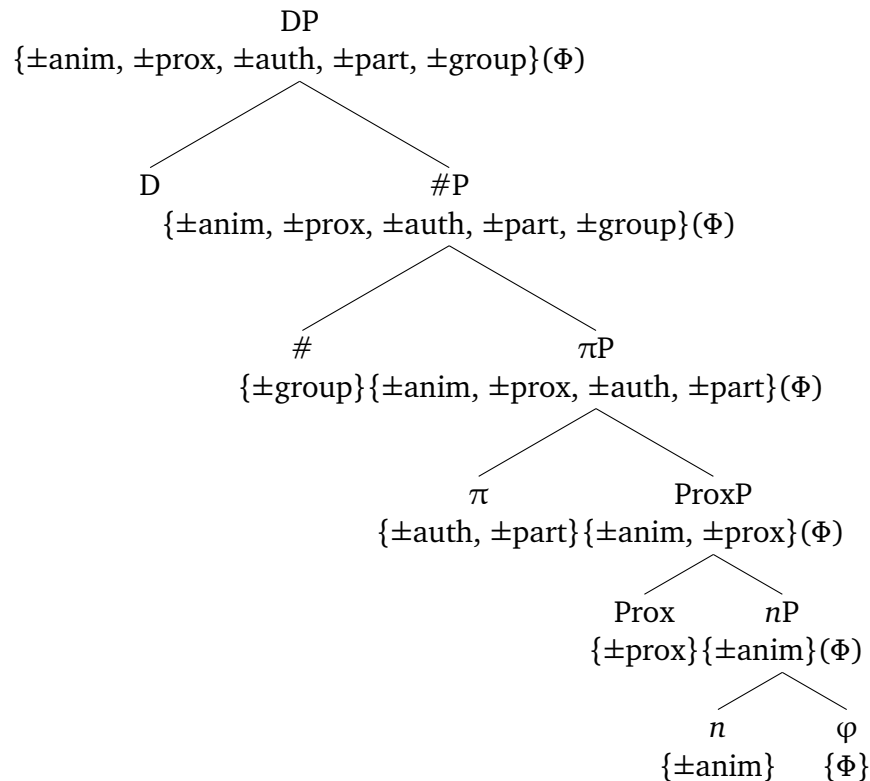 DP
{±anim, ±prox, ±auth, ±part, ±group}(Φ)
D #P
{±anim, ±prox, ±auth, ±part, ±group}(Φ)
# πP
{±group}{±anim, ±prox, ±auth, ±part}(Φ)
π ProxP
{±auth, ±part}{±anim, ±prox}(Φ)
Prox nP
{±prox}{±anim}(Φ)
n φ
{±anim} {Φ}